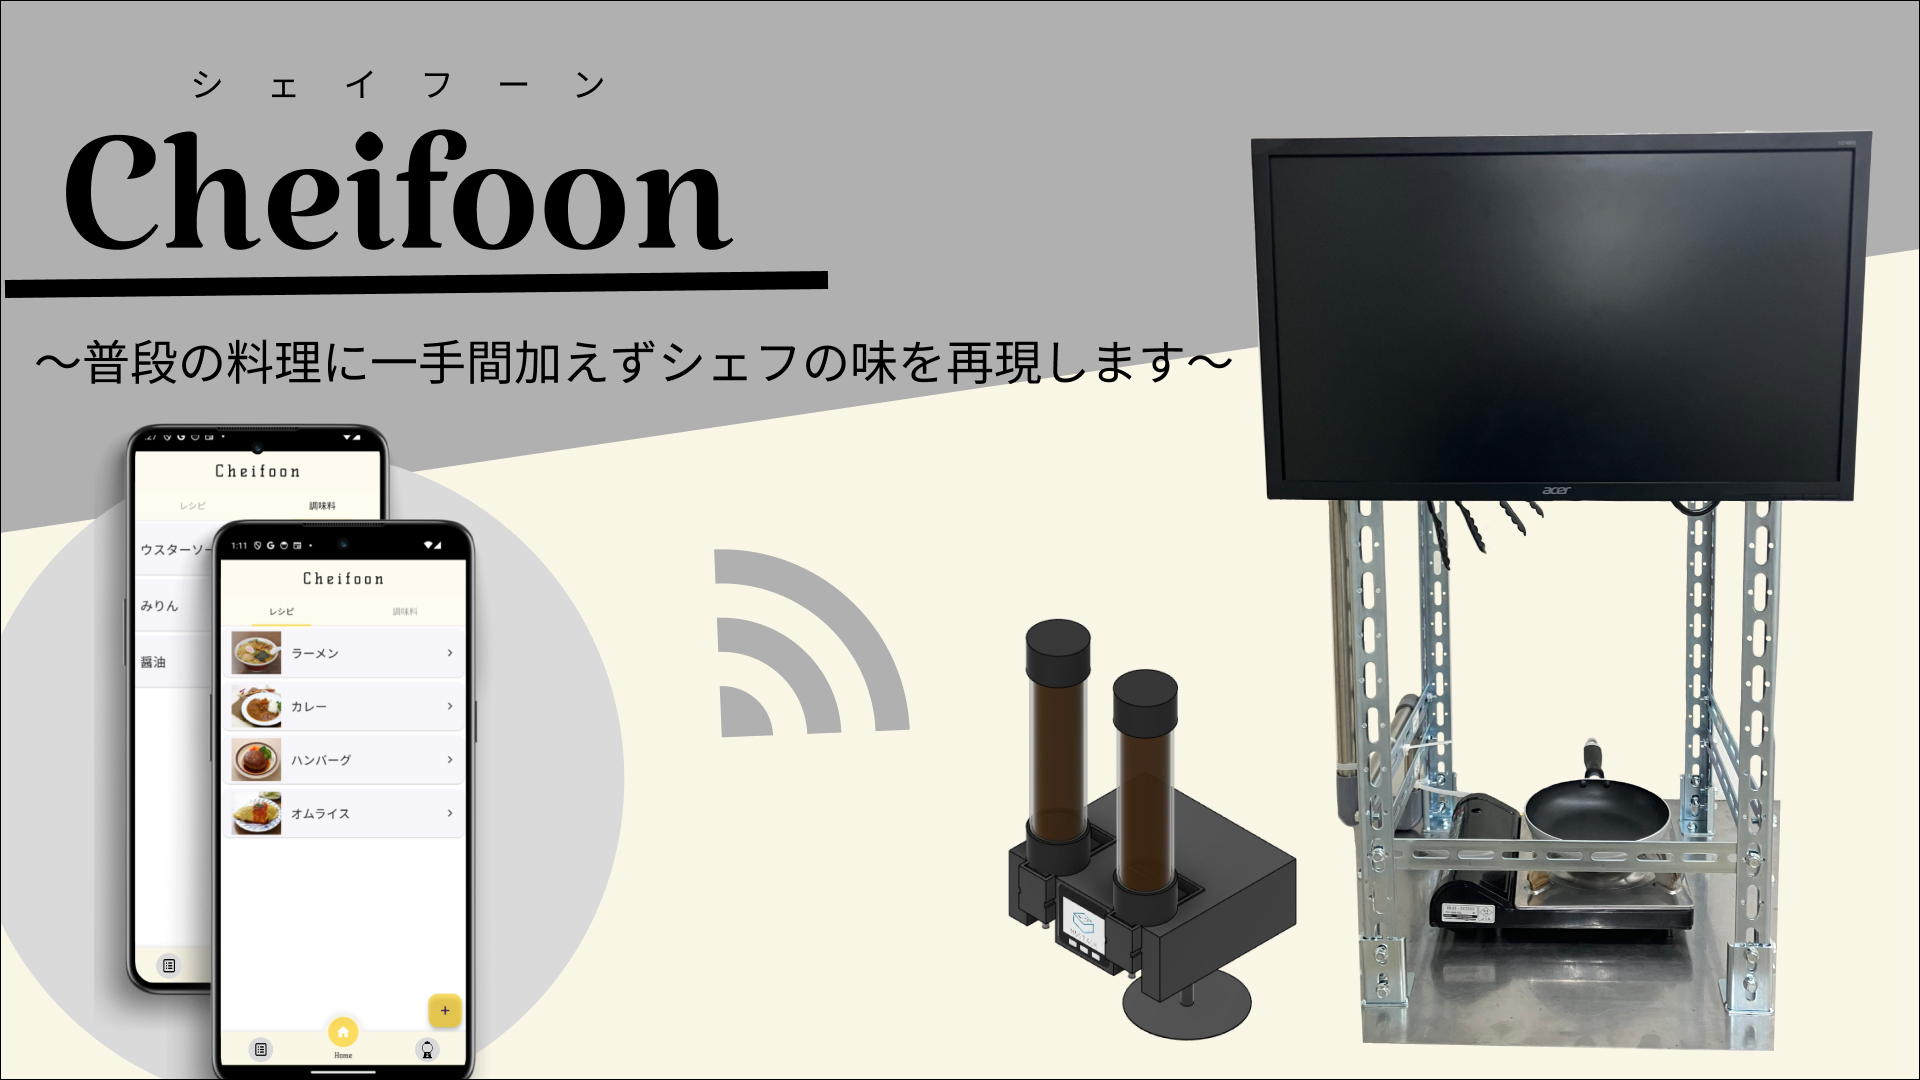 シェイフーン
Cheifoon
〜普段の料理に一手間加えずシェフの味を再現します〜
Cheifoon
レシピ 調味料
ウスターソー
みりん
醤油
1:11
Cheifoon
レシピ 調味料
ラーメン
カレー
ハンバーグ
オムライス
+
Home
acer